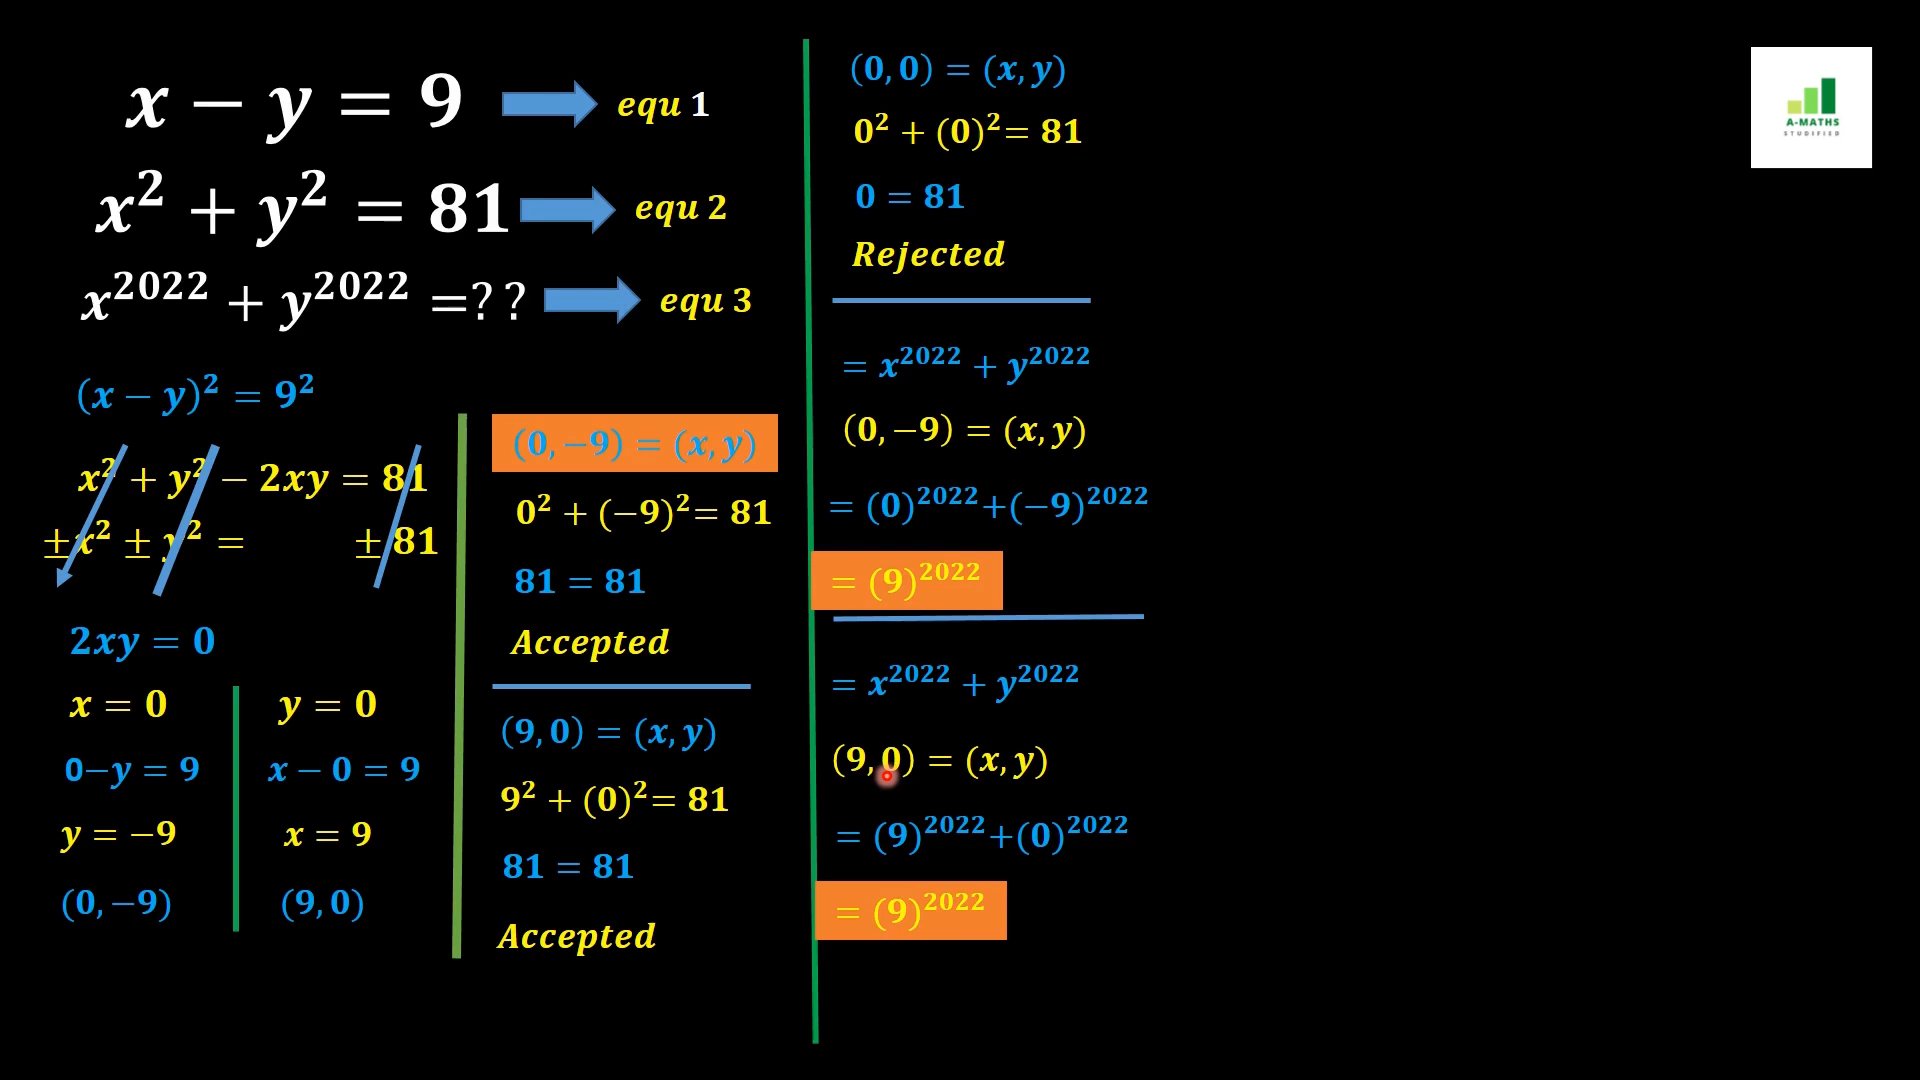 x − y = 9 equ 1
x² + y² = 81 equ 2
x²⁰²² + y²⁰²² =?? equ 3
(x − y)² = 9²
x² + y² − 2xy = 81
±x² ± y² = ±81
2xy = 0
x = 0
0−y = 9
y = −9
(0, −9)
y = 0
x − 0 = 9
x = 9
(9, 0)
(0, −9) = (x, y)
0² + (−9)²= 81
81 = 81
Accepted
(9, 0) = (x, y)
9² + (0)²= 81
81 = 81
Accepted
(0, 0) = (x, y)
0² + (0)²= 81
0 = 81
Rejected
= x²⁰²² + y²⁰²²
(0, −9) = (x, y)
= (0)²⁰²²+(−9)²⁰²²
= (9)²⁰²²
= x²⁰²² + y²⁰²²
(9, 0) = (x, y)
= (9)²⁰²²+(0)²⁰²²
= (9)²⁰²²
A-MATHS
STUDIFIED